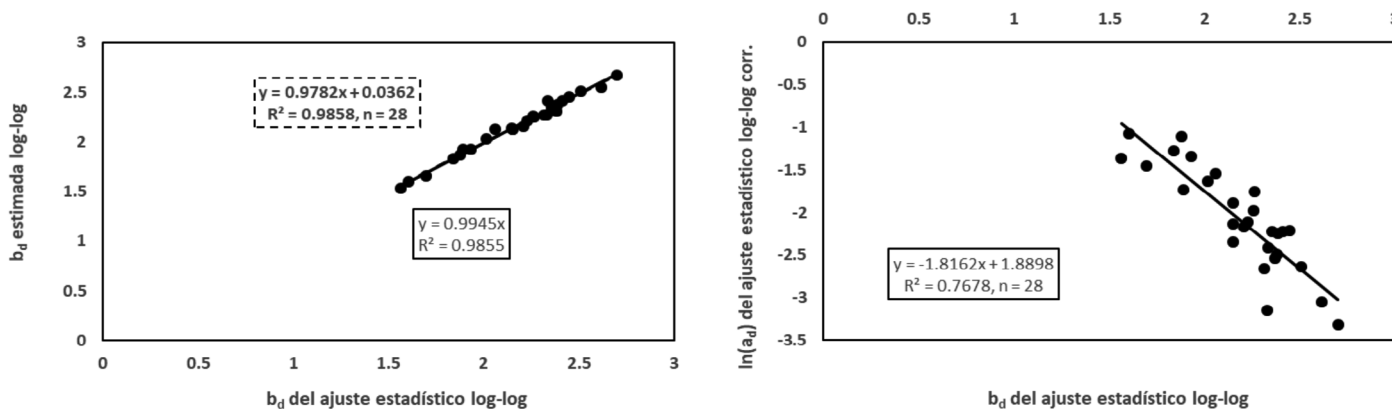 3
2.5
2
1.5
1
0.5
0
0
0.5
1
1.5
2
2.5
3
b_d estimada log-log
y = 0.9782x + 0.0362
R² = 0.9858, n = 28
y = 0.9945x
R² = 0.9855
b_d del ajuste estadístico log-log
0
0.5
1
1.5
2
2.5
3
0
-0.5
-1
-1.5
-2
-2.5
-3
-3.5
ln(a_d) del ajuste estadístico log-log corr.
y = -1.8162x + 1.8898
R² = 0.7678, n = 28
b_d del ajuste estadístico log-log